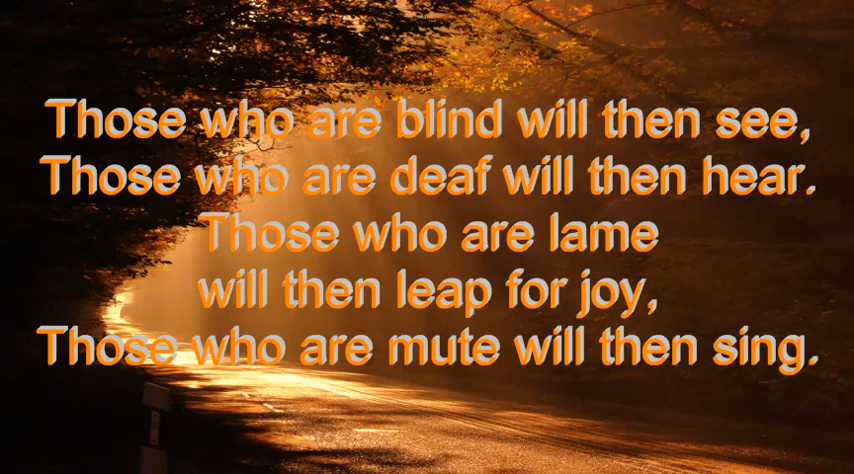 Those who are blind will then see,
Those who are deaf will then hear.
Those who are lame
will then leap for joy,
Those who are mute will then sing.